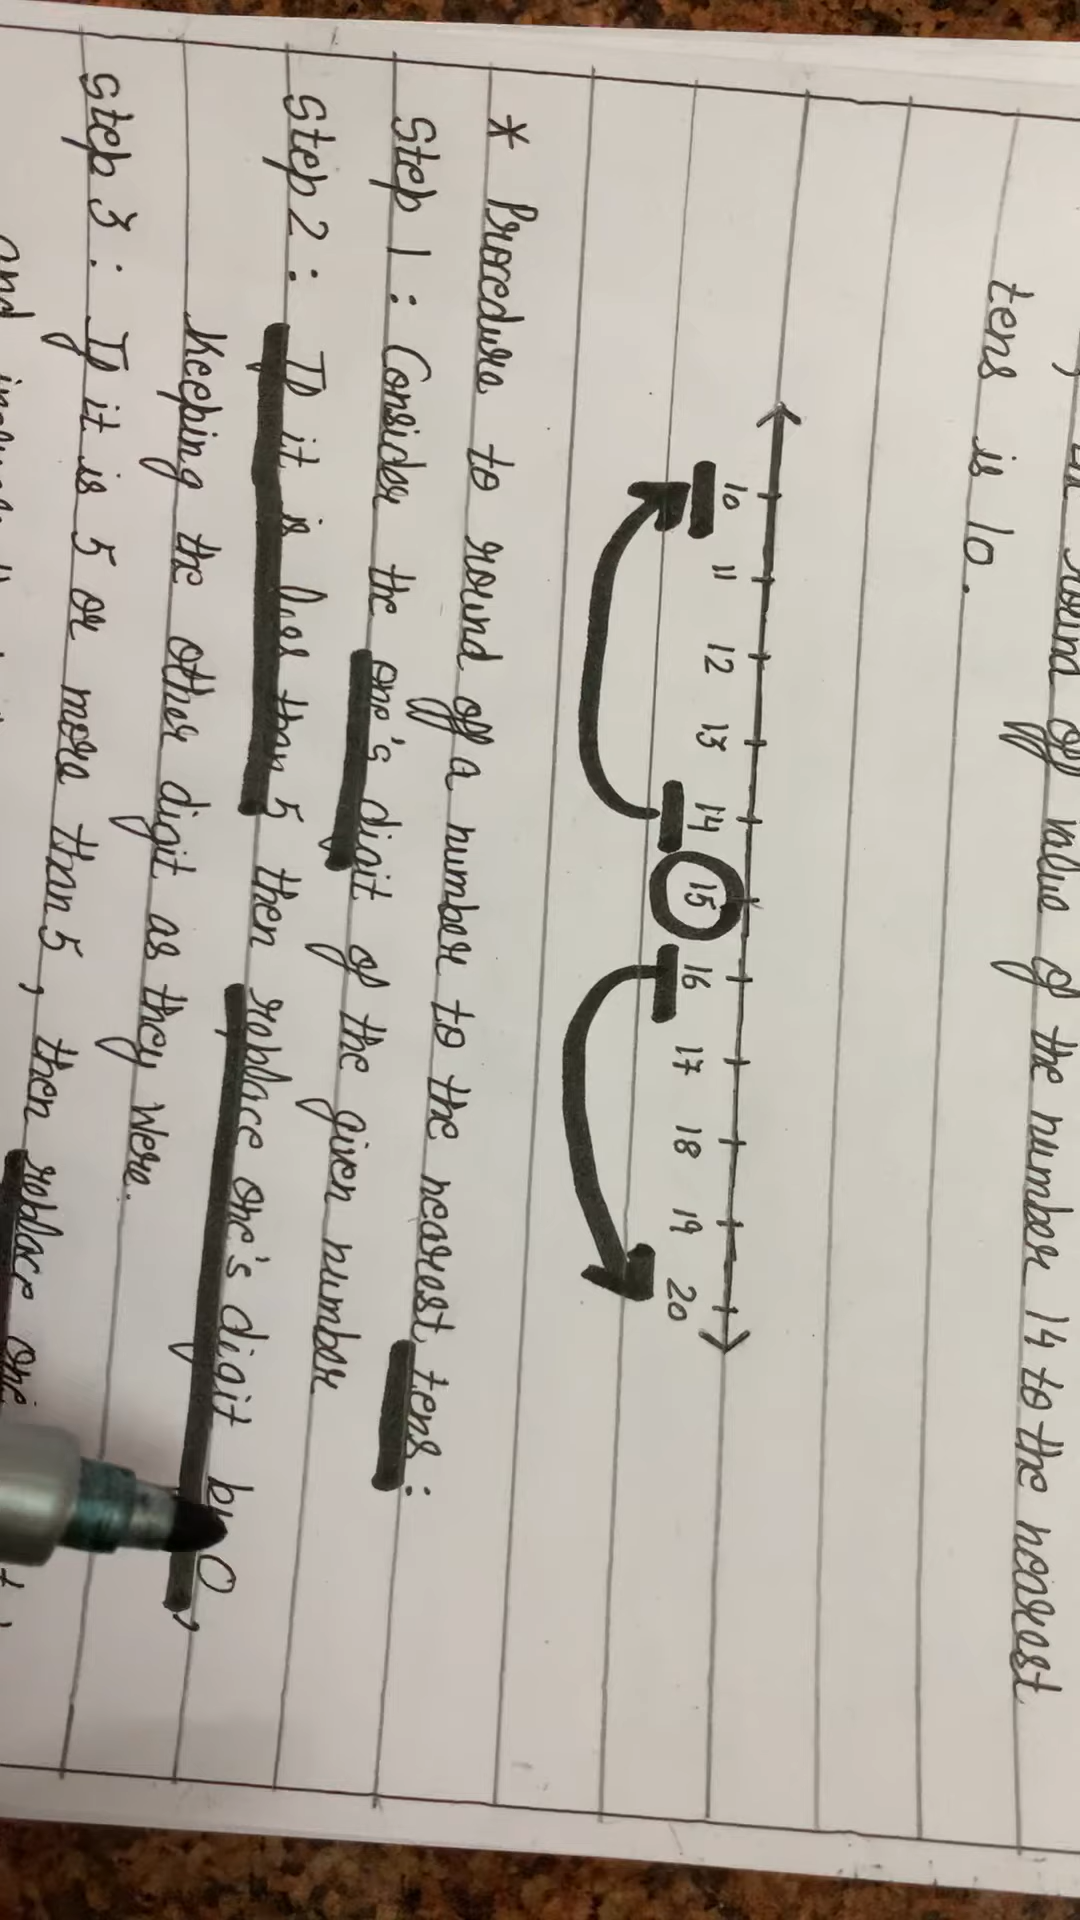 round off value of the number 14 to the nearest
tens is 10.
10 11 12 13 14 15 16 17 18 19 20
* Procedure to round off a number to the nearest tens :
Step 1 : Consider the one's digit of the given number
Step 2 : If it is less than 5 then replace one's digit by 0,
Keeping the other digit as they were.
Step 3 : If it is 5 or more than 5, then replace one
and